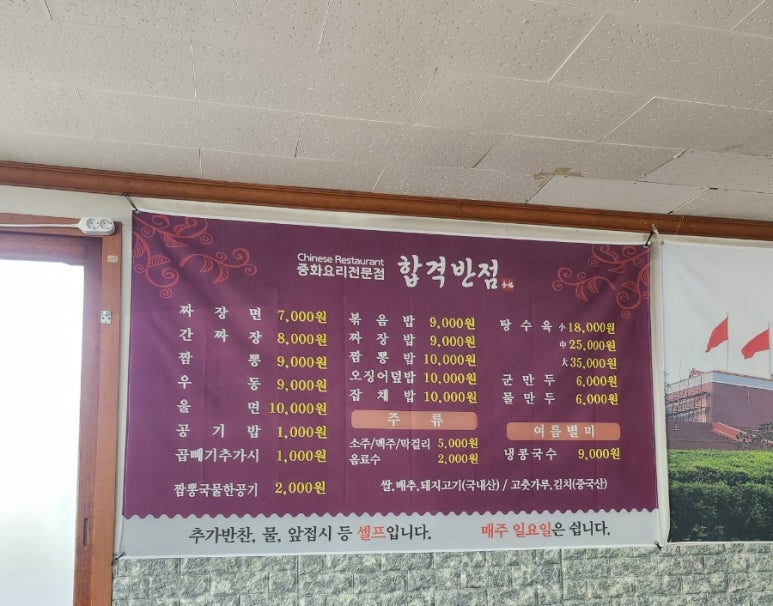 Chinese Restaurant
중화요리전문점 합격반점
짜장면 7,000원
간짜장 8,000원
짬뽕 9,000원
우동 9,000원
울면 10,000원
공기밥 1,000원
곱빼기추가시 1,000원
짬뽕국물한공기 2,000원
볶음밥 9,000원
짜장밥 9,000원
짬뽕밥 10,000원
오징어덮밥 10,000원
잡채밥 10,000원
주류
소주/맥주/막걸리 5,000원
음료수 2,000원
탕수육 小 18,000원
中 25,000원
大 35,000원
군만두 6,000원
물만두 6,000원
여름별미
냉콩국수 9,000원
쌀,배추,돼지고기(국내산) / 고춧가루,김치(중국산)
추가반찬, 물, 앞접시 등 셀프입니다. 매주 일요일은 쉽니다.